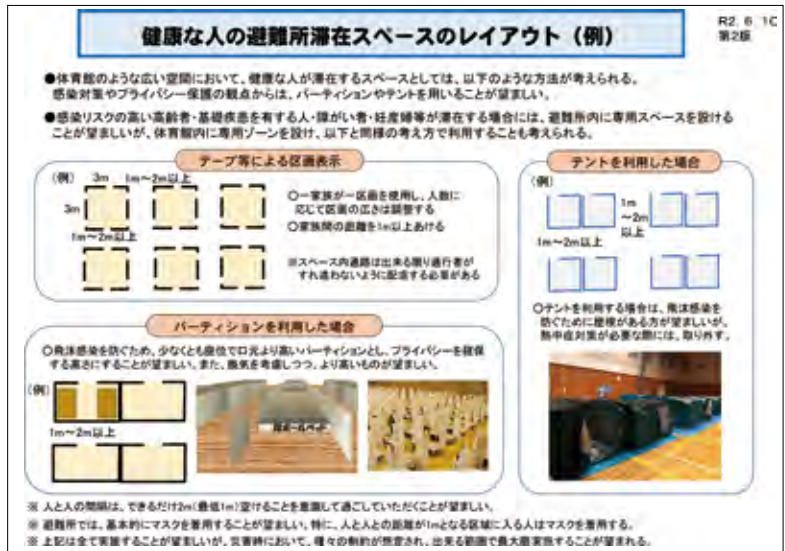 健康な人の避難所滞在スペースのレイアウト（例）
R2. 6. 10
第2版
●体育館のような広い空間において、健康な人が滞在するスペースとしては、以下のような方法が考えられる。
感染対策やプライバシー保護の観点からは、パーティションやテントを用いることが望ましい。
●感染リスクの高い高齢者・基礎疾患を有する人・障がい者・妊産婦等が滞在する場合には、避難所内に専用スペースを設ける
ことが望ましいが、体育館内に専用ゾーンを設け、以下と同様の考え方で利用することも考えられる。
テープ等による区画表示
（例） 3m 1m～2m以上
3m
1m～2m以上
○一家族が一区画を使用し、人数に
応じて区画の広さは調整する
○家族間の距離を1m以上あける
※スペース内通路は出来る限り通行者が
すれ違わないように配慮する必要がある
テントを利用した場合
（例）
1m
～2m
以上
1m～2m以上
○テントを利用する場合は、飛沫感染を
防ぐために屋根がある方が望ましいが、
熱中症対策が必要な際には、取り外す。
パーティションを利用した場合
○飛沫感染を防ぐため、少なくとも座位で口元より高いパーティションとし、プライバシーを確保
する高さにすることが望ましい。また、換気を考慮しつつ、より高いものが望ましい。
（例）
1m～2m以上
段ボールベッド
※ 人と人の間隔は、できるだけ2m（最低1m）空けることを意識して過ごしていただくことが望ましい。
※ 避難所では、基本的にマスクを着用することが望ましい。特に、人と人との距離が1mとなる区域に入る人はマスクを着用する。
※ 上記は全て実施することが望ましいが、災害時において、種々の制約が想定され、出来る範囲で最大限実施することが望まれる。